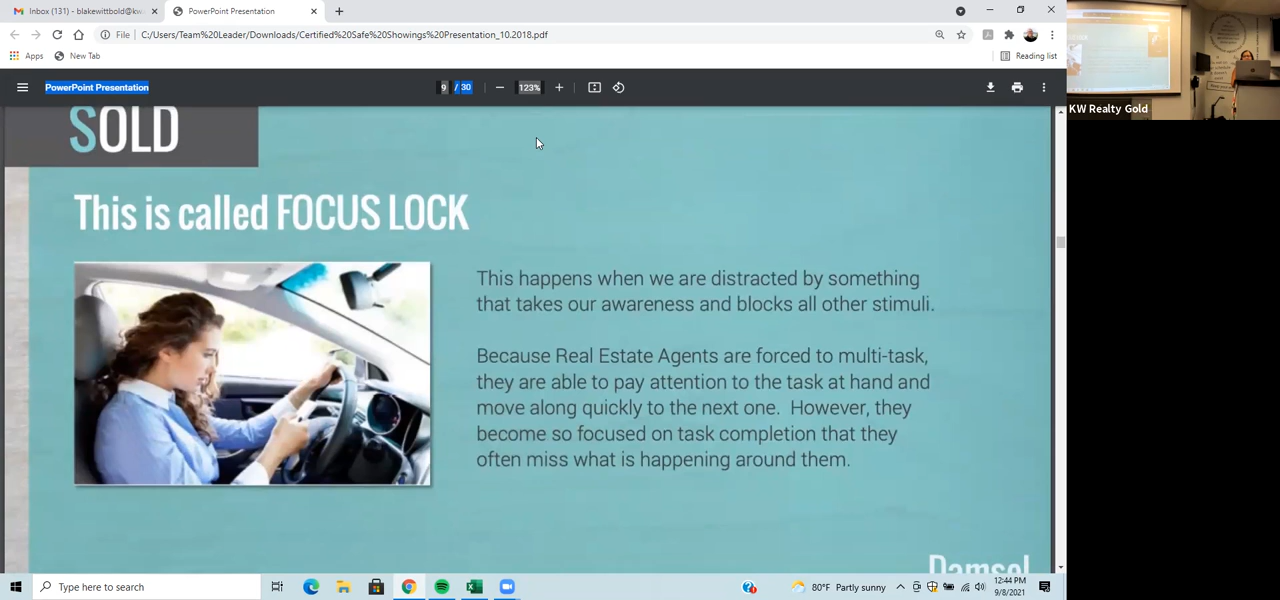 Inbox (131) - blakewittbold@kw.
PowerPoint Presentation
File
C:/Users/Team%20Leader/Downloads/Certified%20Safe%20Showings%20Presentation_10.2018.pdf
Apps
New Tab
Reading list
PowerPoint Presentation
9 / 30
123%
KW Realty Gold
SOLD
This is called FOCUS LOCK
This happens when we are distracted by something
that takes our awareness and blocks all other stimuli.
Because Real Estate Agents are forced to multi-task,
they are able to pay attention to the task at hand and
move along quickly to the next one. However, they
become so focused on task completion that they
often miss what is happening around them.
Damsel
Type here to search
80°F Partly sunny
12:44 PM
9/8/2021